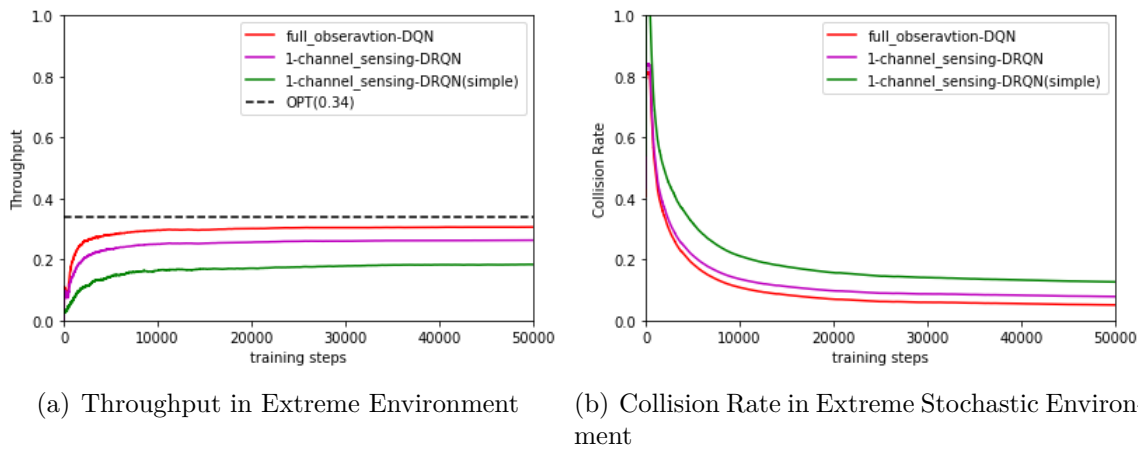 1.0
0.8
0.6
0.4
0.2
0.0
Throughput
full_obseravtion-DQN
1-channel_sensing-DRQN
1-channel_sensing-DRQN(simple)
OPT(0.34)
0 10000 20000 30000 40000 50000
training steps
(a) Throughput in Extreme Environment
1.0
0.8
0.6
0.4
0.2
0.0
Collision Rate
full_obseravtion-DQN
1-channel_sensing-DRQN
1-channel_sensing-DRQN(simple)
0 10000 20000 30000 40000 50000
training steps
(b) Collision Rate in Extreme Stochastic Environ-
ment